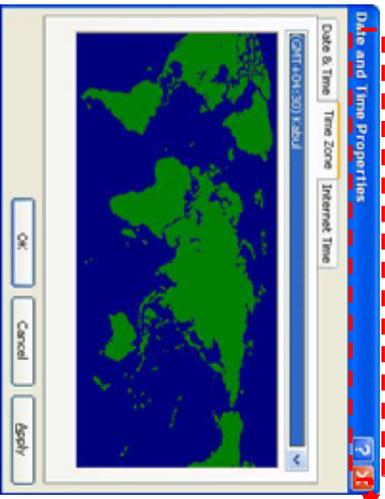 Date and Time Properties
Date & Time Time Zone Internet Time
(GMT+04:30) Kabul
OK Cancel Apply